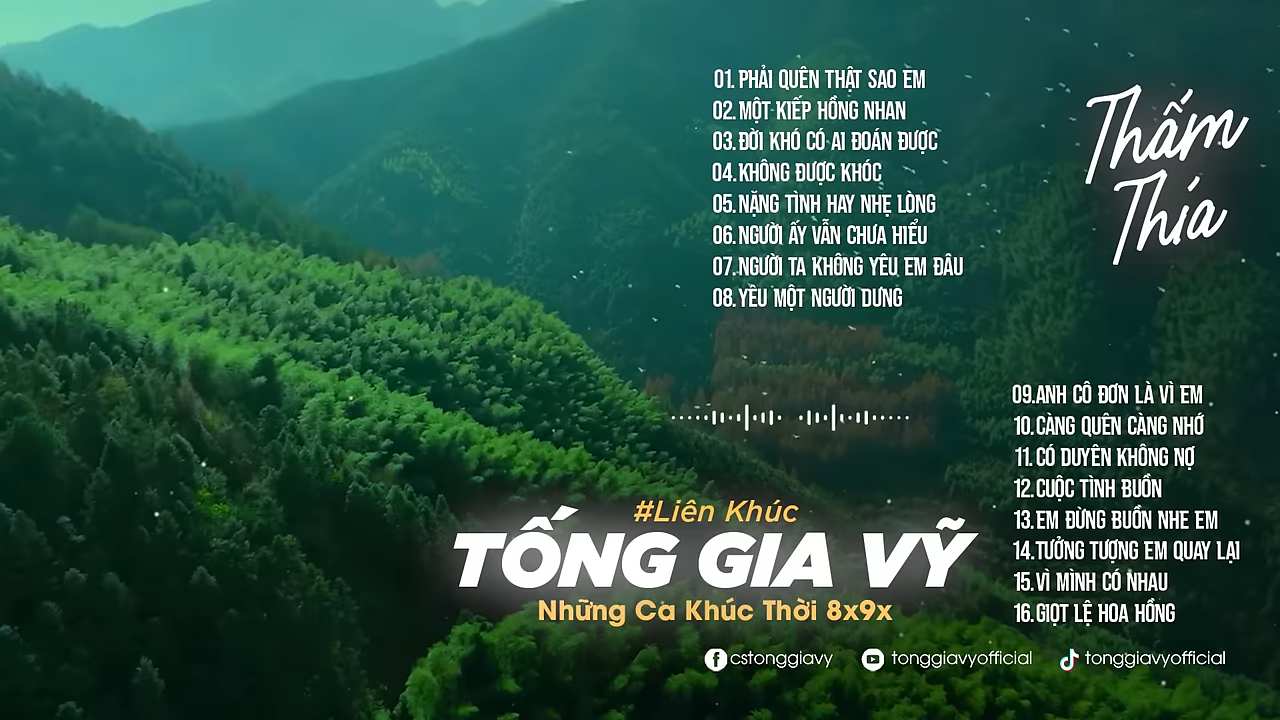 01. PHẢI QUÊN THẬT SAO EM
02. MỘT KIẾP HỒNG NHAN
03. ĐỜI KHÓ CÓ AI ĐOÁN ĐƯỢC
04. KHÔNG ĐƯỢC KHÓC
05. NẶNG TÌNH HAY NHẸ LÒNG
06. NGƯỜI ẤY VẪN CHƯA HIỂU
07. NGƯỜI TA KHÔNG YÊU EM ĐÂU
08. YÊU MỘT NGƯỜI DƯNG
Thấm
Thía
09. ANH CÔ ĐƠN LÀ VÌ EM
10. CÀNG QUÊN CÀNG NHỚ
11. CÓ DUYÊN KHÔNG NỢ
12. CUỘC TÌNH BUỒN
13. EM ĐỪNG BUỒN NHE EM
14. TƯỞNG TƯỢNG EM QUAY LẠI
15. VÌ MÌNH CÓ NHAU
16. GIỌT LỆ HOA HỒNG
#Liên Khúc
TỐNG GIA VỸ
Những Ca Khúc Thời 8x9x
cstonggiavy tonggiavyofficial tonggiavyofficial